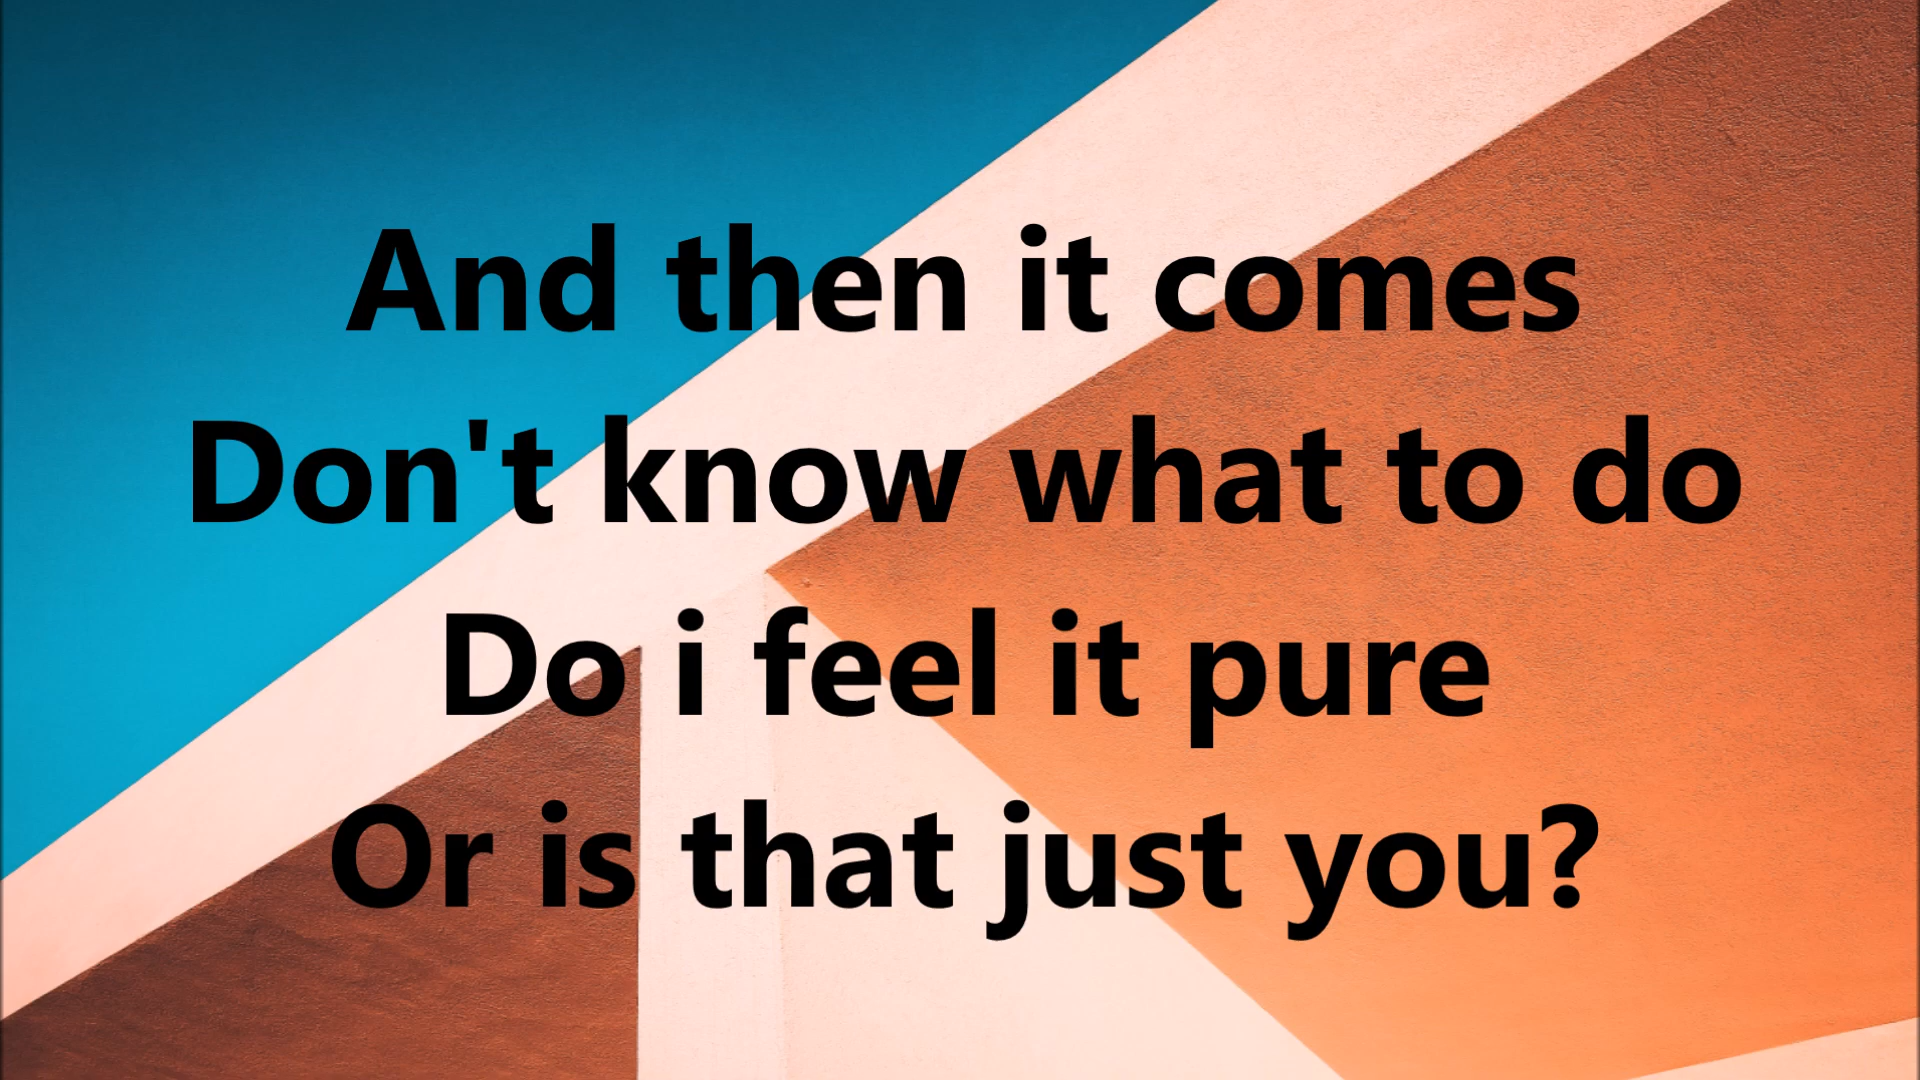 And then it comes
Don't know what to do
Do i feel it pure
Or is that just you?